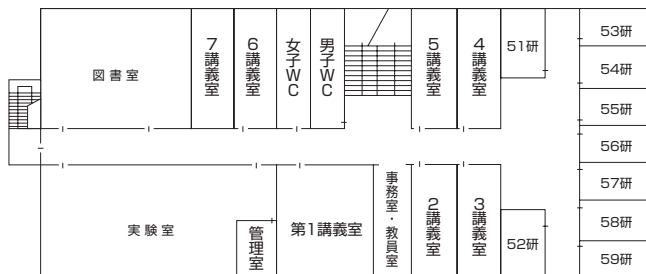 図書室
7講義室
6講義室
女子WC
男子WC
5講義室
4講義室
51研
53研
54研
55研
56研
57研
58研
59研
実験室
管理室
第1講義室
事務室・教員室
2講義室
3講義室
52研